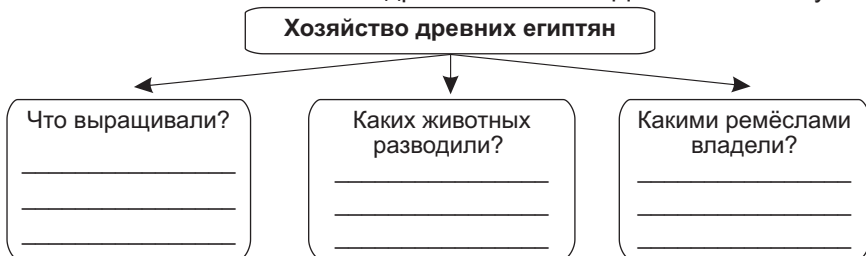 Хозяйство древних египтян
Что выращивали?
Каких животных
разводили?
Какими ремёслами
владели?